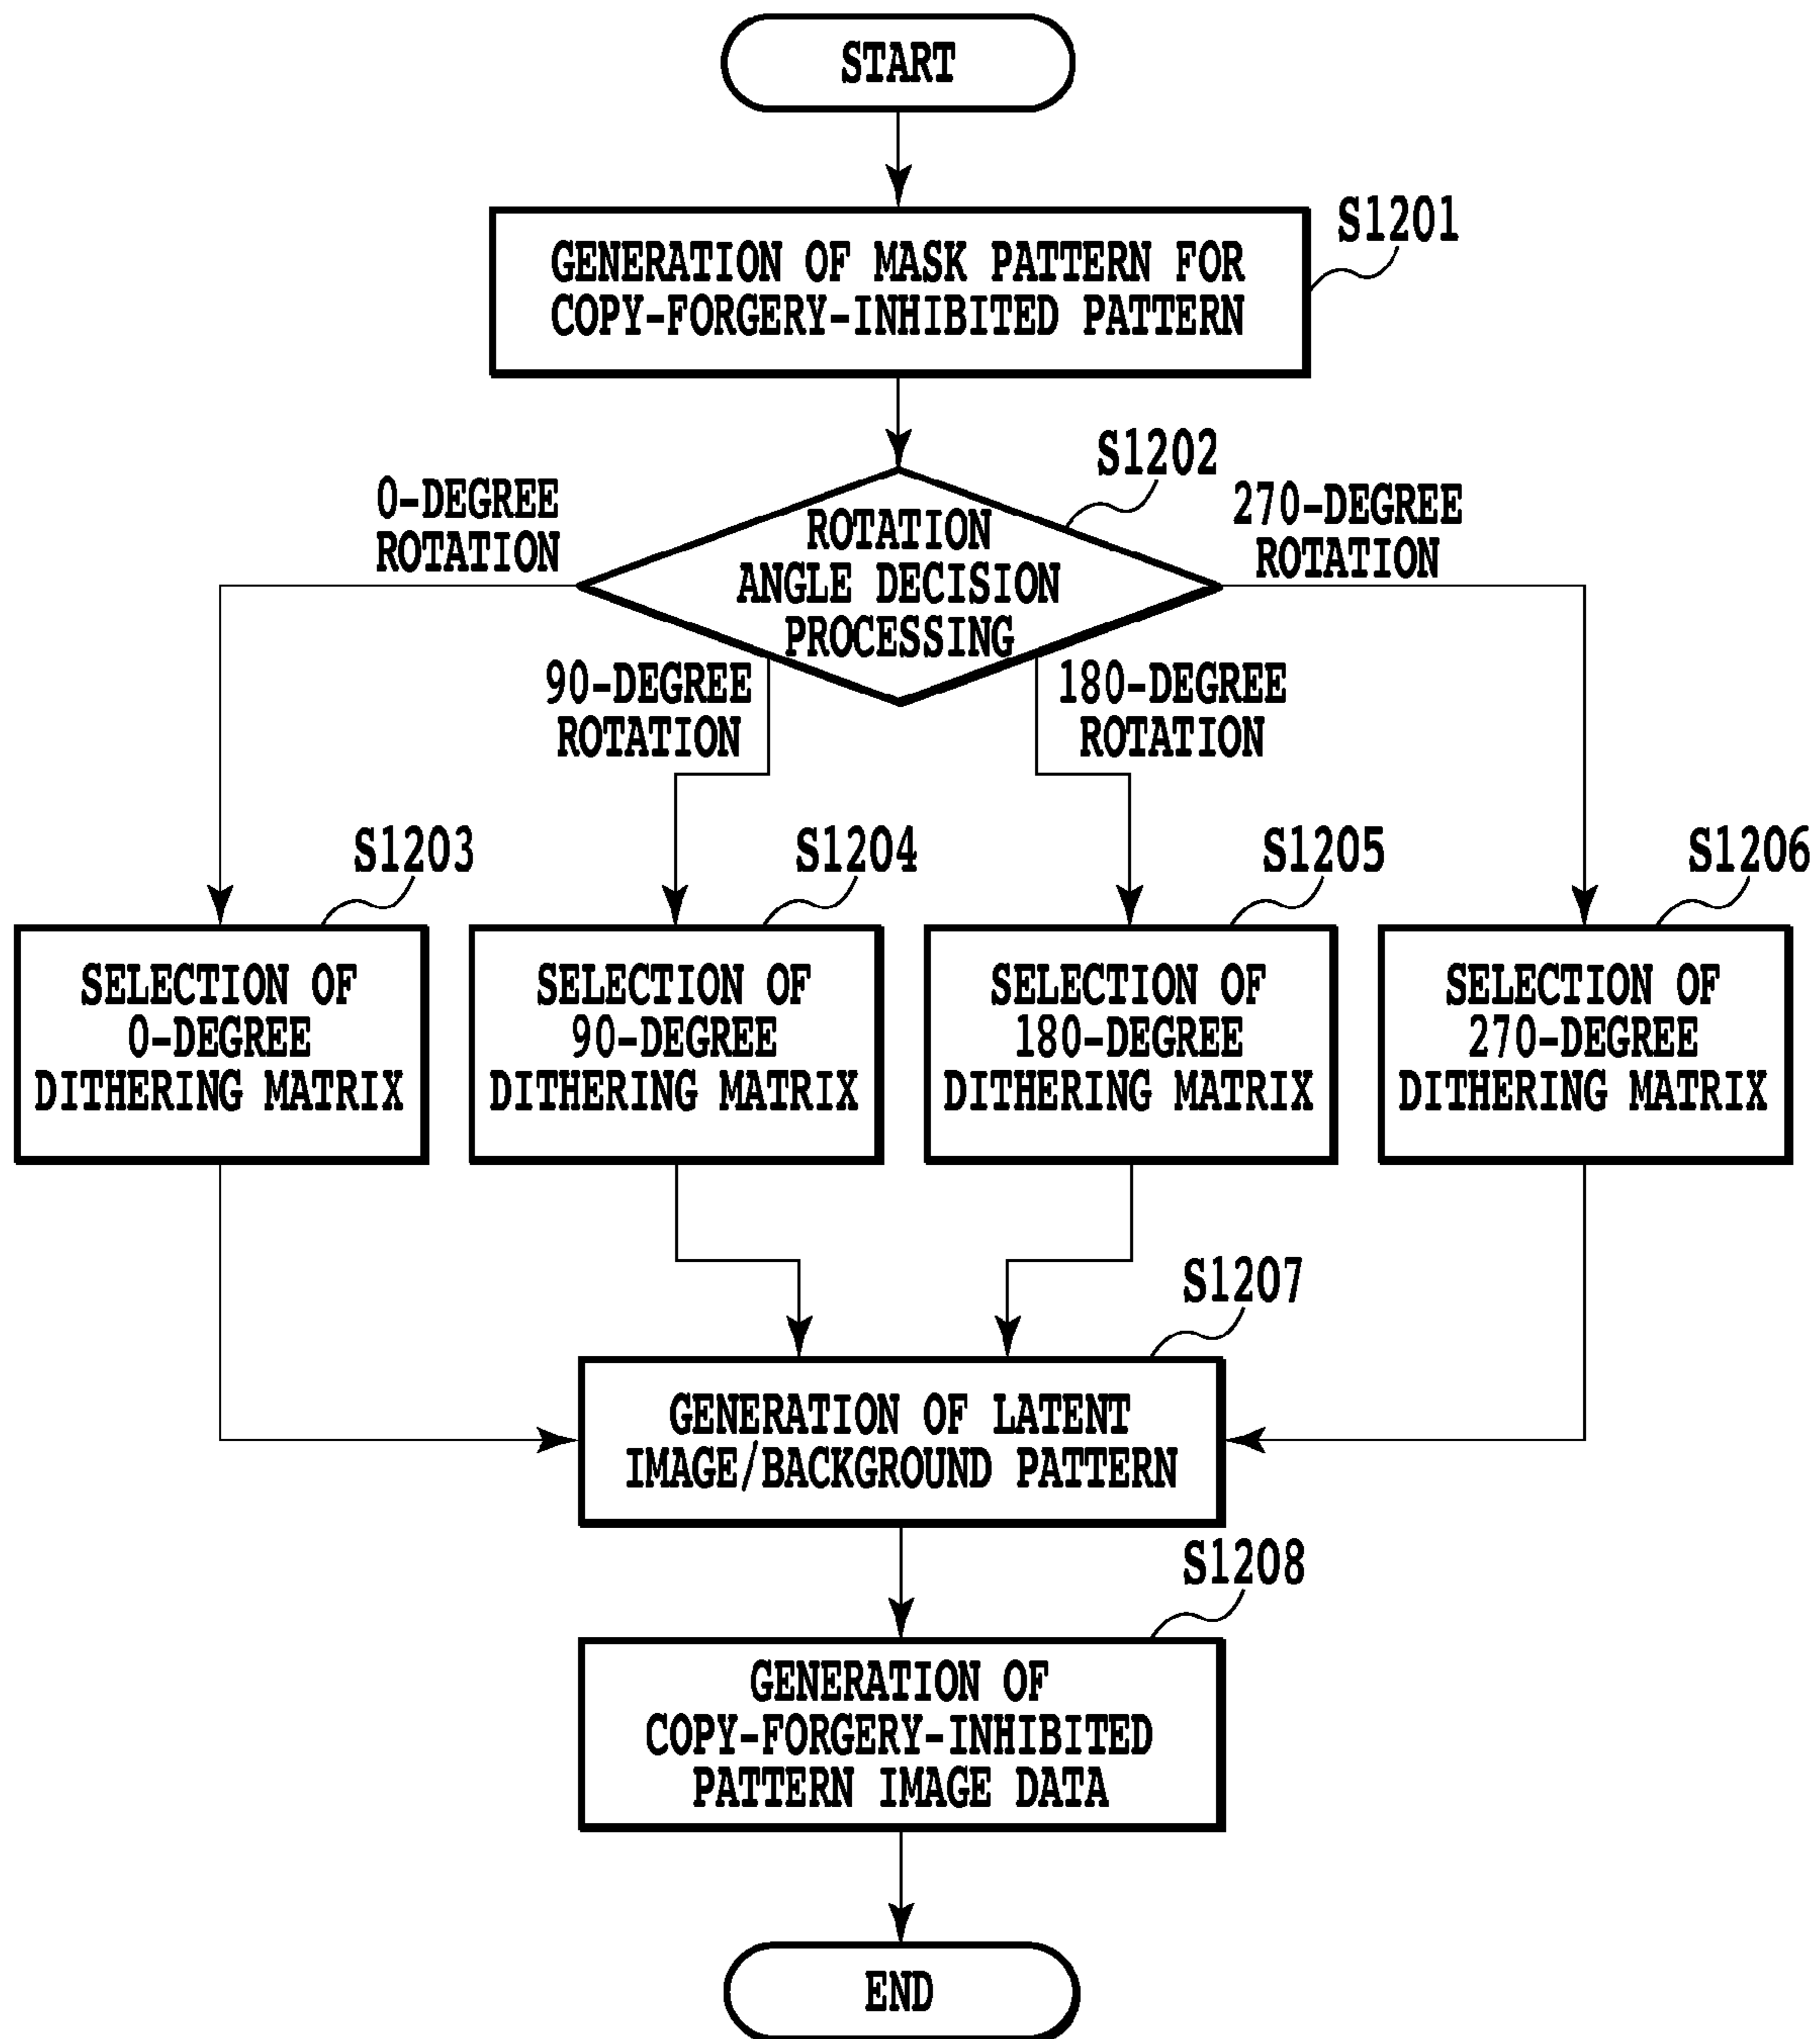 START
S1201
GENERATION OF MASK PATTERN FOR
COPY-FORGERY-INHIBITED PATTERN
S1202
0-DEGREE
ROTATION
ROTATION
ANGLE DECISION
PROCESSING
270-DEGREE
ROTATION
90-DEGREE
ROTATION
180-DEGREE
ROTATION
S1203
SELECTION OF
0-DEGREE
DITHERING MATRIX
S1204
SELECTION OF
90-DEGREE
DITHERING MATRIX
S1205
SELECTION OF
180-DEGREE
DITHERING MATRIX
S1206
SELECTION OF
270-DEGREE
DITHERING MATRIX
S1207
GENERATION OF LATENT
IMAGE/BACKGROUND PATTERN
S1208
GENERATION OF
COPY-FORGERY-INHIBITED
PATTERN IMAGE DATA
END